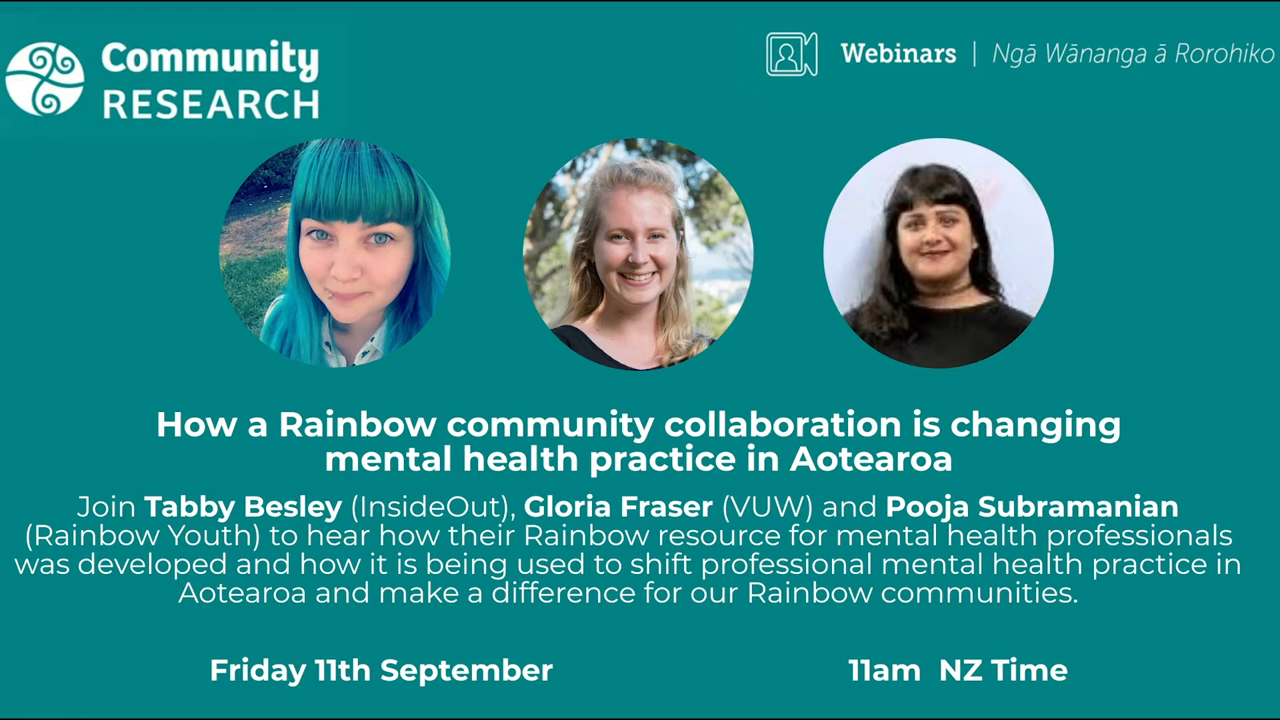 Community
RESEARCH
Webinars | Ngā Wānanga ā Rorohiko
How a Rainbow community collaboration is changing
mental health practice in Aotearoa
Join Tabby Besley (InsideOut), Gloria Fraser (VUW) and Pooja Subramanian
(Rainbow Youth) to hear how their Rainbow resource for mental health professionals
was developed and how it is being used to shift professional mental health practice in
Aotearoa and make a difference for our Rainbow communities.
Friday 11th September
11am NZ Time